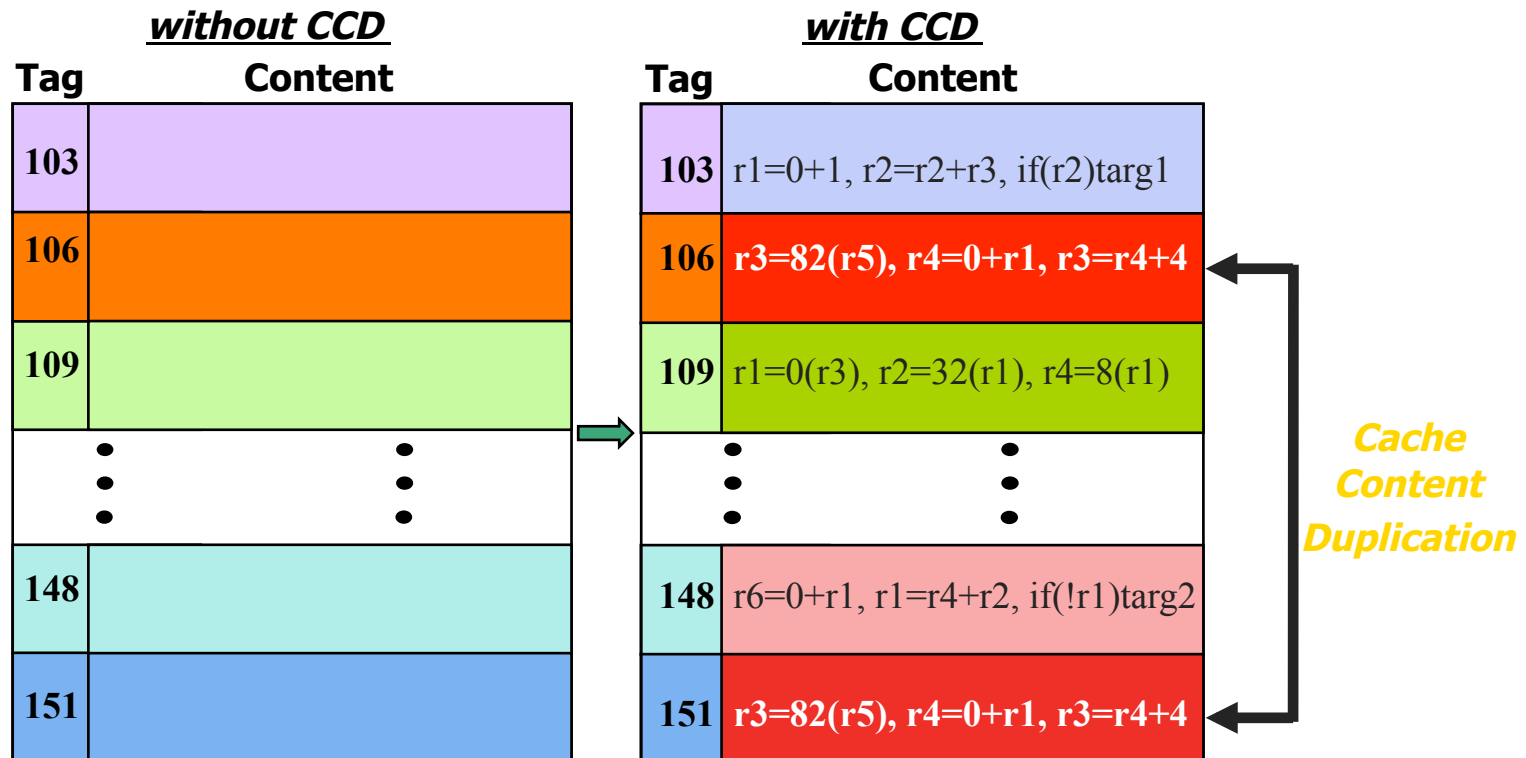 without CCD
Tag Content
103
106
109
148
151
with CCD
Tag Content
103 r1=0+1, r2=r2+r3, if(r2)targ1
106 r3=82(r5), r4=0+r1, r3=r4+4
109 r1=0(r3), r2=32(r1), r4=8(r1)
148 r6=0+r1, r1=r4+r2, if(!r1)targ2
151 r3=82(r5), r4=0+r1, r3=r4+4
Cache
Content
Duplication